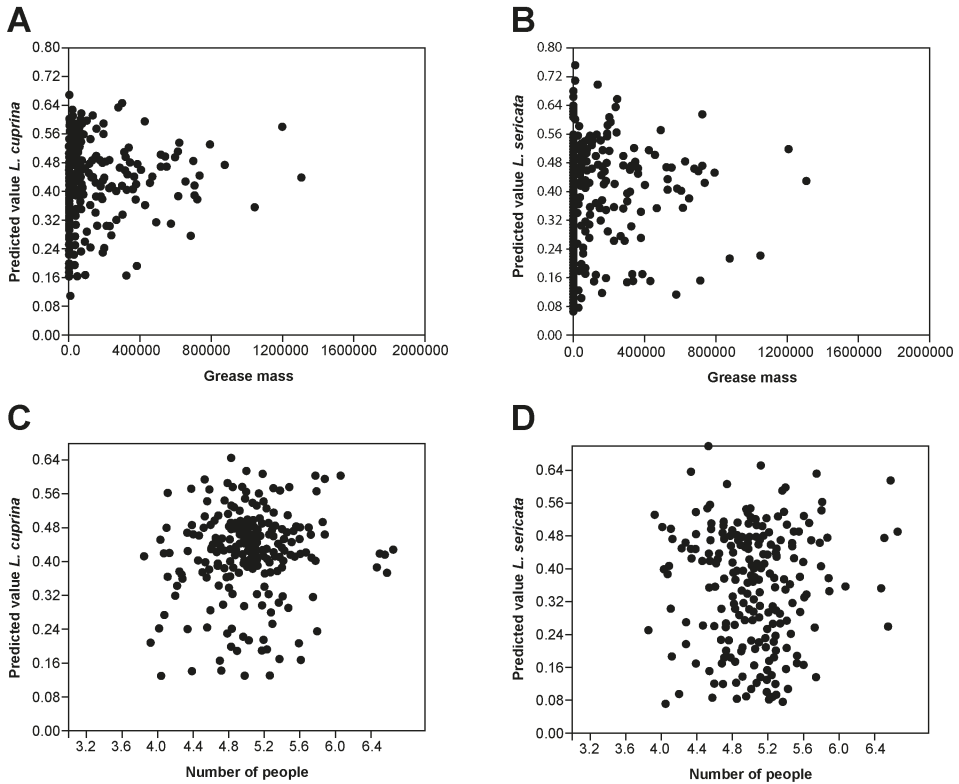 A
B
Predicted value L. cuprina
0.80
0.72
0.64
0.56
0.48
0.40
0.32
0.24
0.16
0.08
0.00
0.0 400000 800000 1200000 1600000 2000000
Grease mass
Predicted value L. sericata
0.80
0.72
0.64
0.56
0.48
0.40
0.32
0.24
0.16
0.08
0.00
0.0 400000 800000 1200000 1600000 2000000
Grease mass
C
D
Predicted value L. cuprina
0.64
0.56
0.48
0.40
0.32
0.24
0.16
0.08
0.00
3.2 3.6 4.0 4.4 4.8 5.2 5.6 6.0 6.4
Number of people
Predicted value L. sericata
0.64
0.56
0.48
0.40
0.32
0.24
0.16
0.08
0.00
3.2 3.6 4.0 4.4 4.8 5.2 5.6 6.0 6.4
Number of people